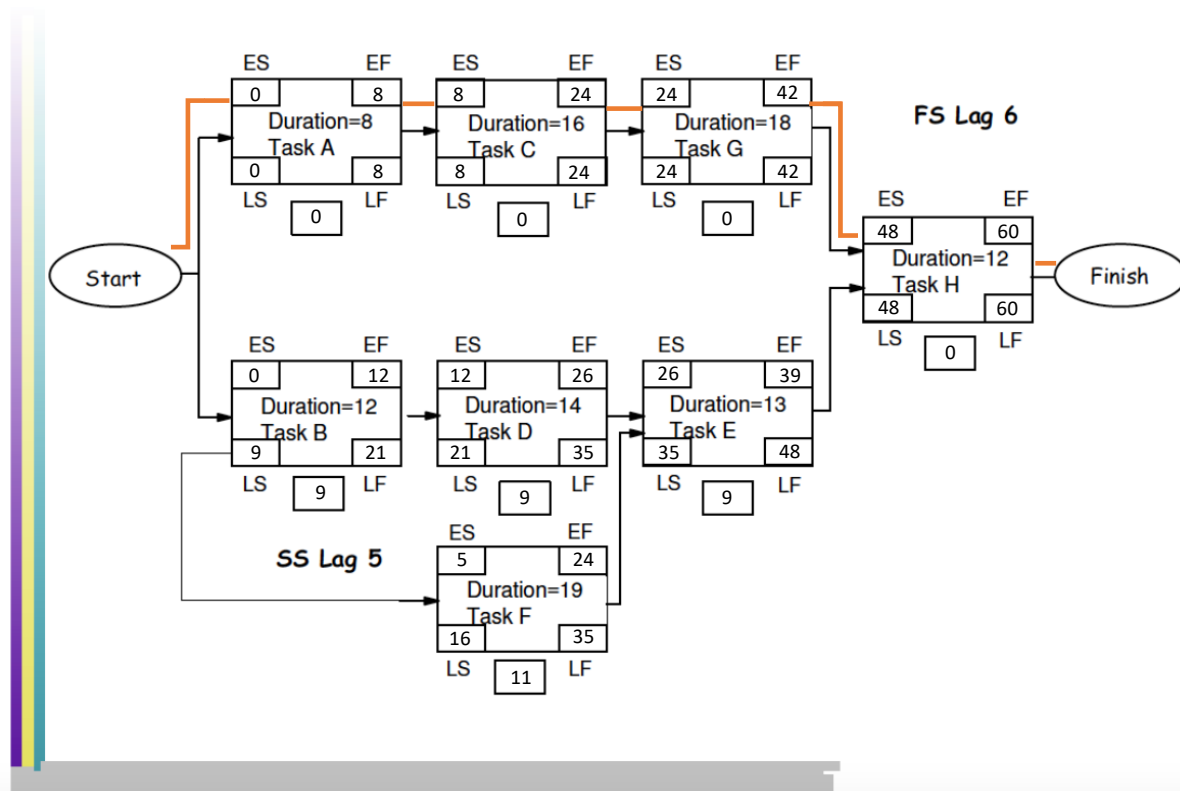 ES EF ES EF ES EF
0 8 8 24 24 42
FS Lag 6
Duration=8 Duration=16 Duration=18
Task A Task C Task G
0 8 8 24 24 42
LS LF LS LF LS LF
0 0 0
ES EF
48 60
Duration=12
Task H
48 60
LS LF
0
Start
Finish
ES EF ES EF ES EF
0 12 12 26 26 39
Duration=12 Duration=14 Duration=13
Task B Task D Task E
9 21 21 35 35 48
LS LF LS LF LS LF
9 9 9
SS Lag 5
ES EF
5 24
Duration=19
Task F
16 35
LS LF
11